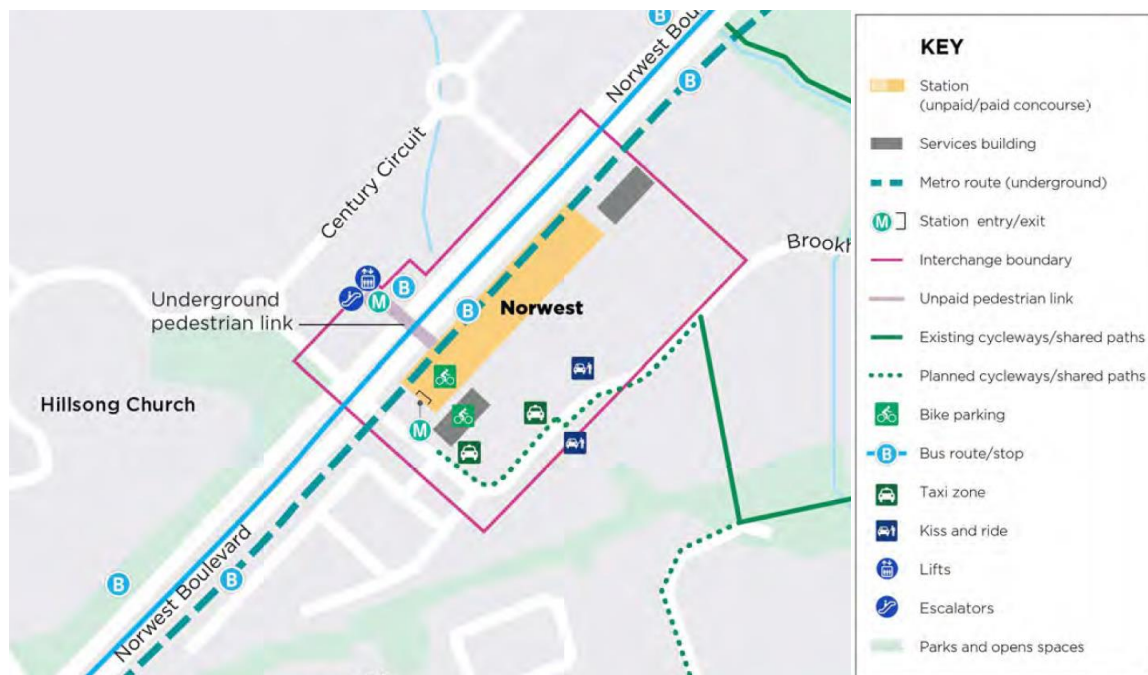 B
Norwest Bou
B
Century Circuit
Brookh
Underground
pedestrian link
M
B
B
Norwest
Hillsong Church
M
Norwest Boulevard
B
B
KEY
Station
(unpaid/paid concourse)
Services building
Metro route (underground)
M Station entry/exit
Interchange boundary
Unpaid pedestrian link
Existing cycleways/shared paths
Planned cycleways/shared paths
Bike parking
B Bus route/stop
Taxi zone
Kiss and ride
Lifts
Escalators
Parks and opens spaces